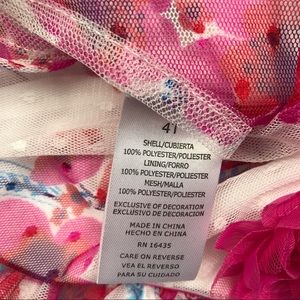 4T
SHELL/CUBIERTA
100% POLYESTER/POLIESTER
LINING/FORRO
100% POLYESTER/POLIESTER
MESH/MALLA
100% POLYESTER/POLIESTER
EXCLUSIVE OF DECORATION
EXCLUSIVO DE DECORACION
MADE IN CHINA
HECHO EN CHINA
RN 16435
CARE ON REVERSE
VEA EL REVERSO
PARA SU CUIDADO